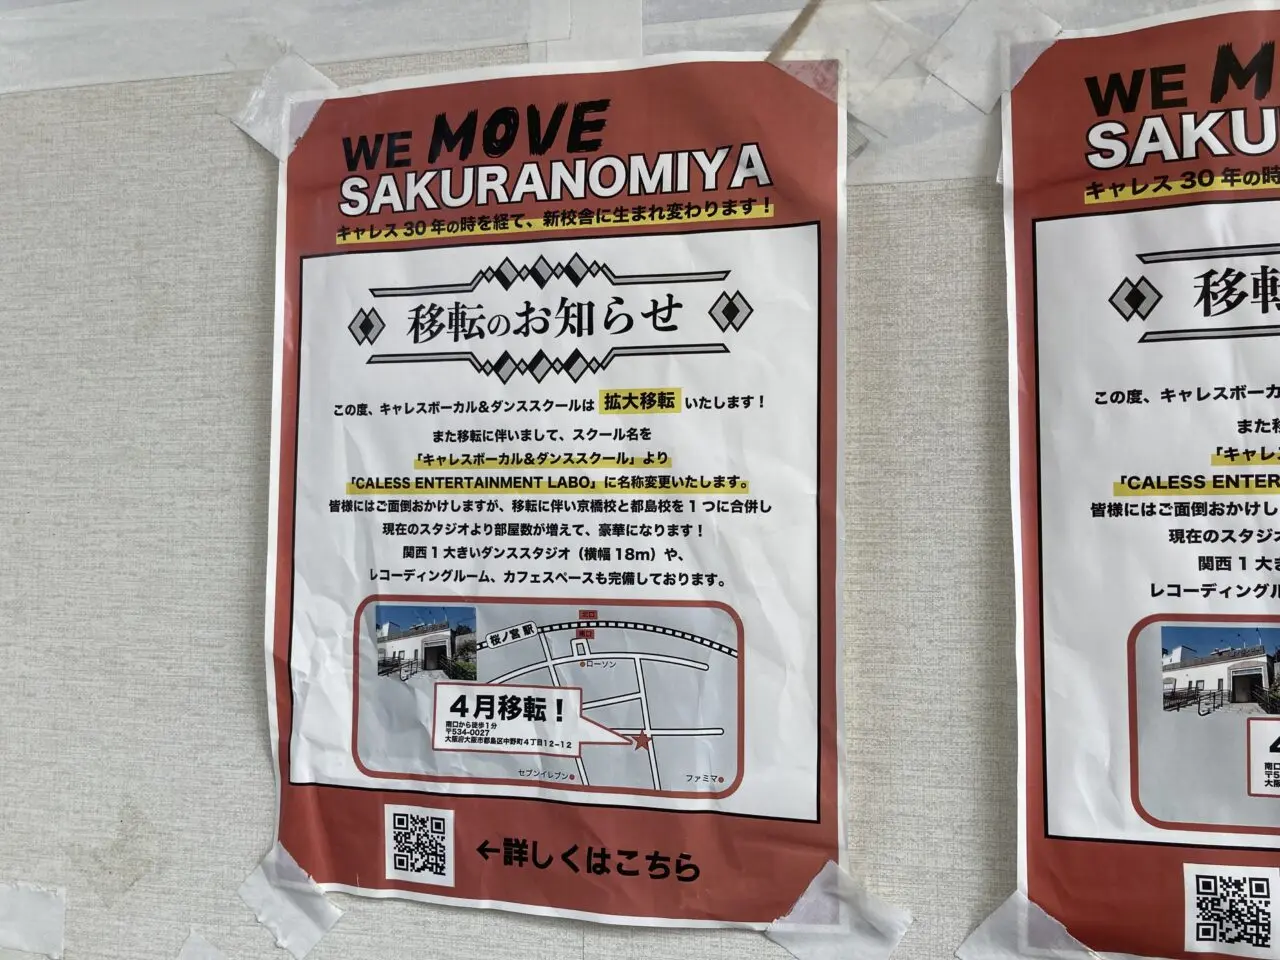 WE MOVE
SAKURANOMIYA
キャレス30年の時を経て、新校舎に生まれ変わります！
移転のお知らせ
この度、キャレスボーカル&ダンススクールは 拡大移転 いたします！
また移転に伴いまして、スクール名を
「キャレスボーカル&ダンススクール」より
「CALESS ENTERTAINMENT LABO」に名称変更いたします。
皆様にはご面倒おかけしますが、移転に伴い京橋校と都島校を1つに合併し
現在のスタジオより部屋数が増えて、豪華になります！
関西1大きいダンススタジオ（横幅18m）や、
レコーディングルーム、カフェスペースも完備しております。
北口
桜ノ宮駅
南口
ローソン
4月移転！
南口から徒歩1分
〒534-0027
大阪府大阪市都島区中野町4丁目12-12
セブンイレブン
ファミマ
←詳しくはこちら
WE M
SAKU
キャレス30年の時
移転
この度、キャレスボーカ
また移
「キャレス
「CALESS ENTER
皆様にはご面倒おかけし
現在のスタジオ
関西1大き
レコーディングル